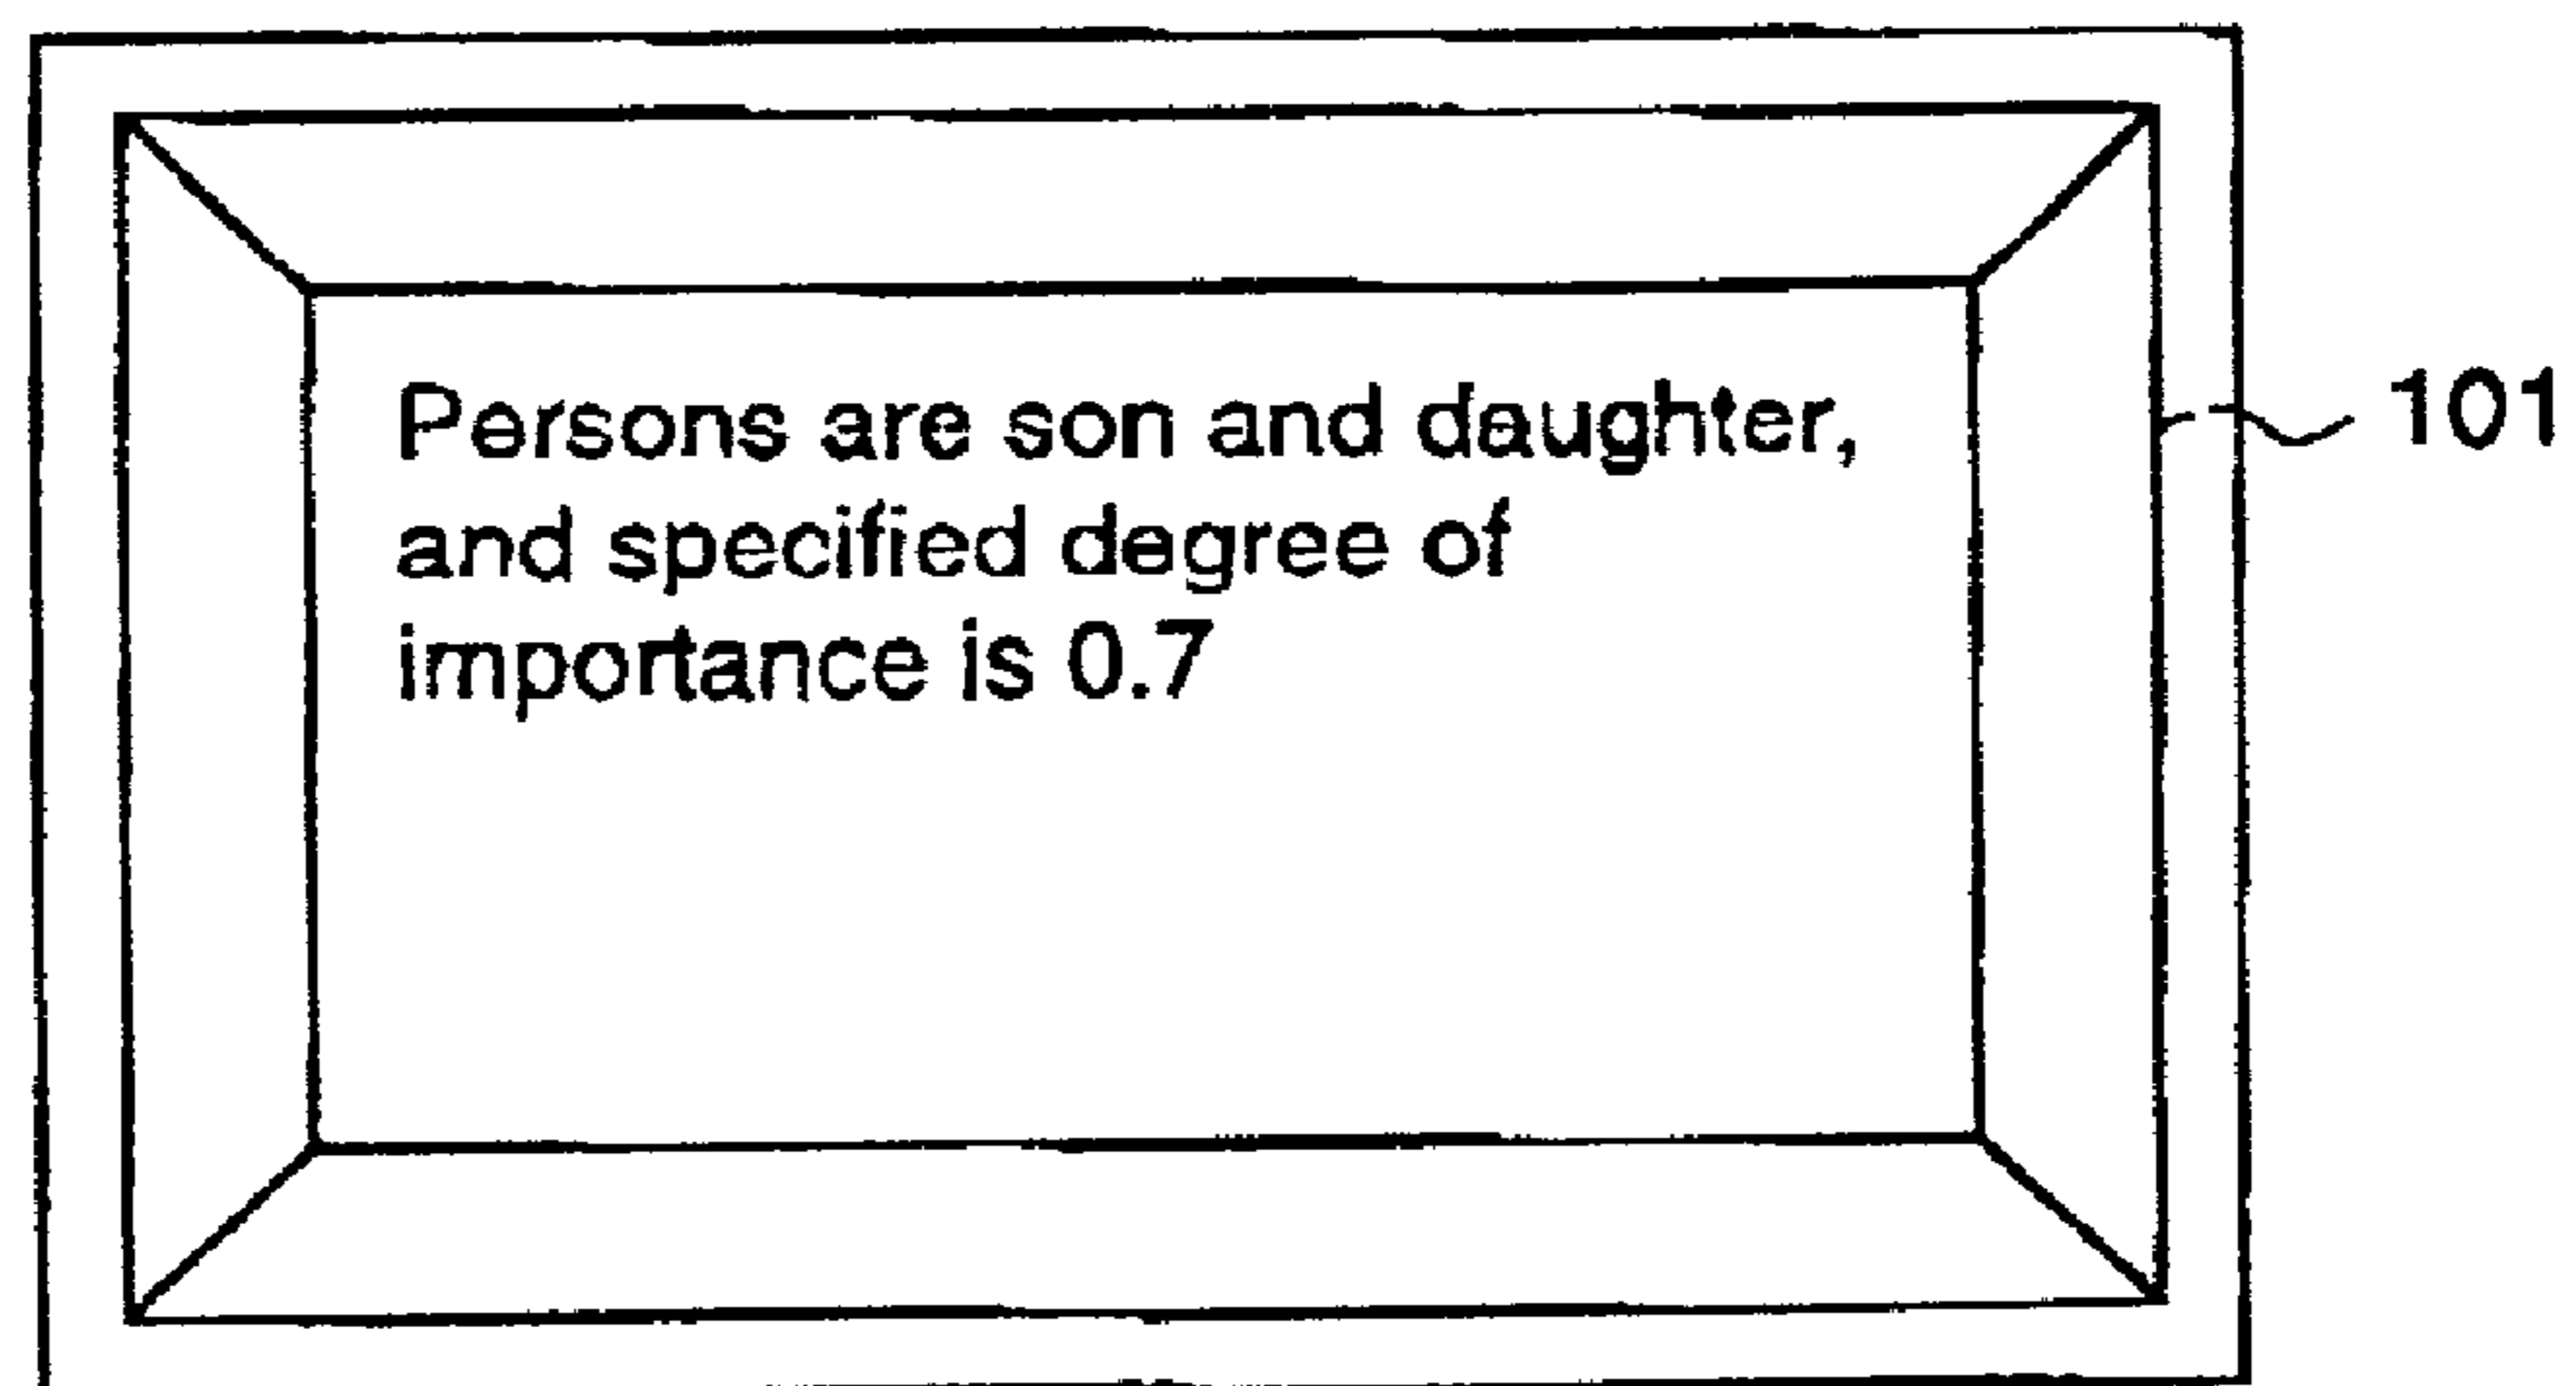 Persons are son and daughter,
and specified degree of
importance is 0.7
101